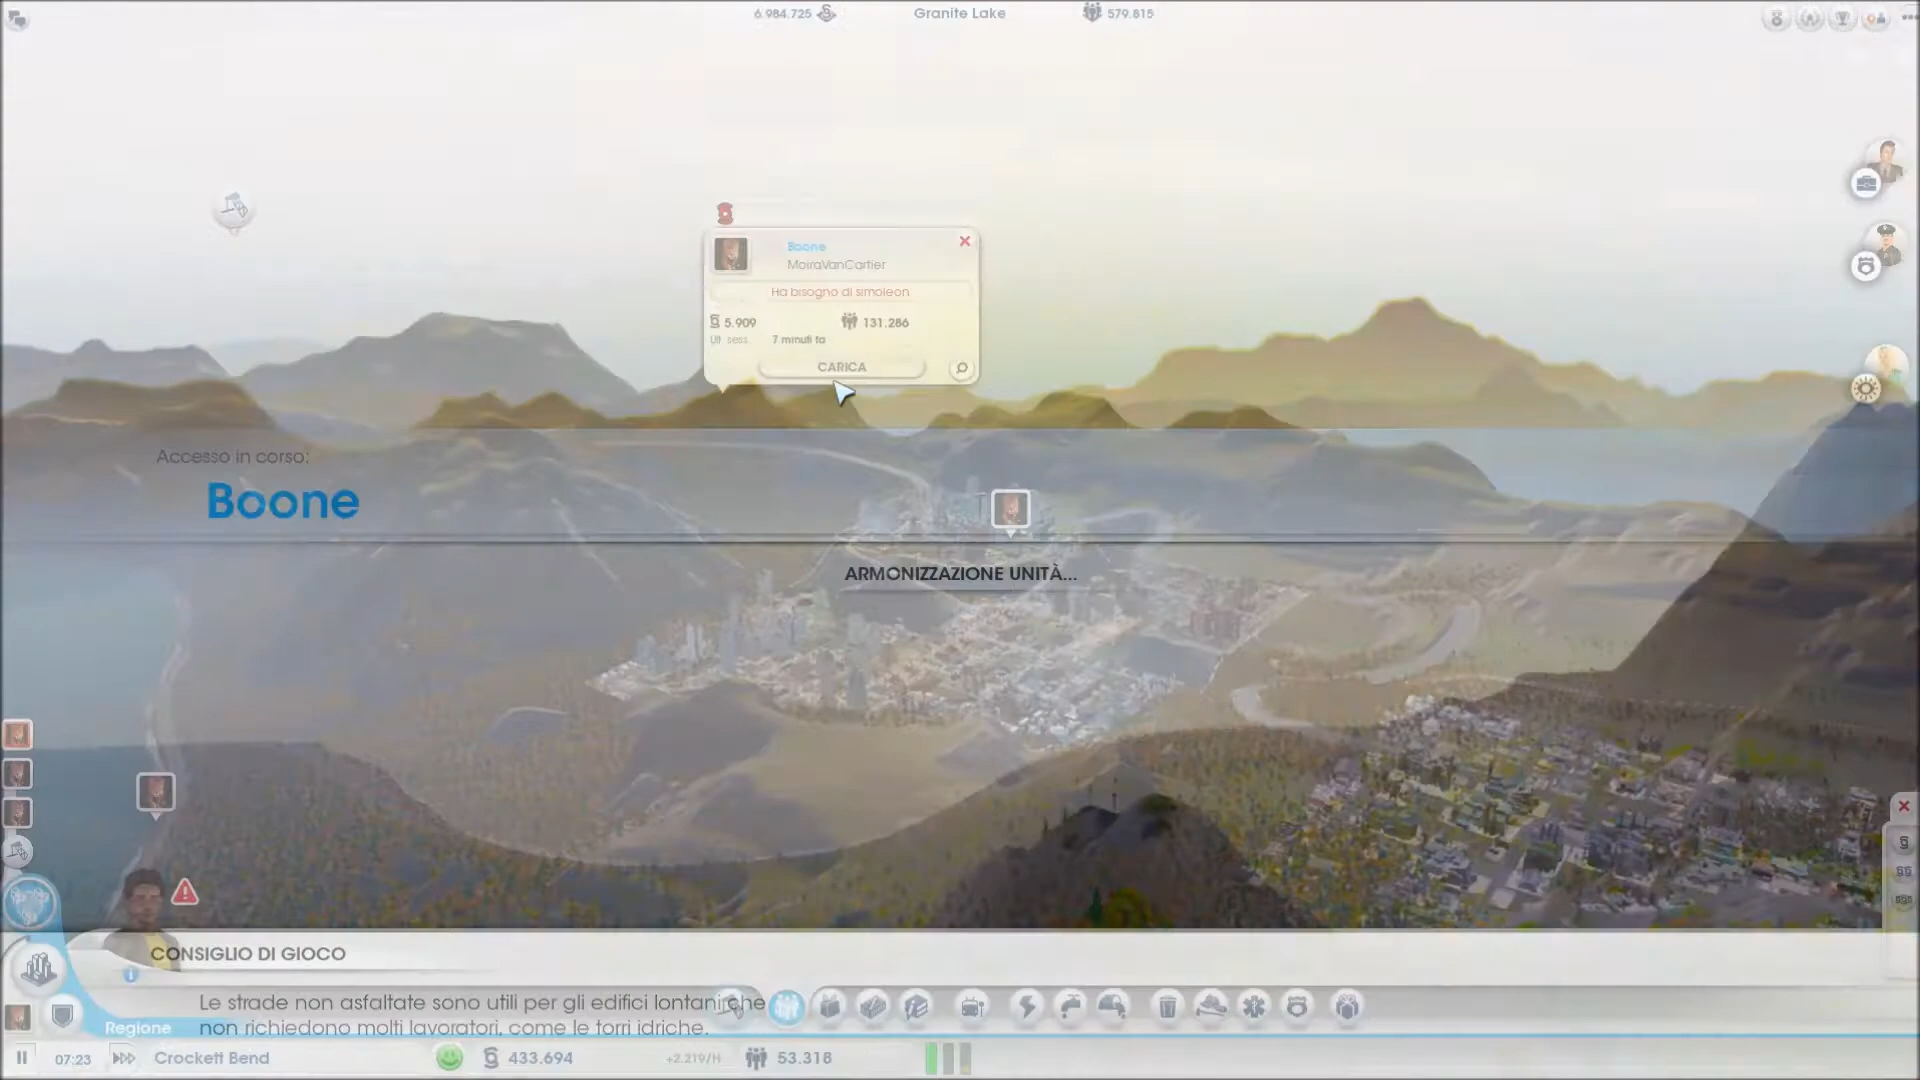 6.984.725
Granite Lake
579.815
Boone
MoiraVanCartier
Ha bisogno di simoleon
5.909
131.286
Ult. sess.
7 minuti fa
CARICA
Accesso in corso:
Boone
ARMONIZZAZIONE UNITÀ...
CONSIGLIO DI GIOCO
Le strade non asfaltate sono utili per gli edifici lontani che
non richiedono molti lavoratori, come le torri idriche.
Regione
07:23
Crockett Bend
433.694
+2.219/H
53.318